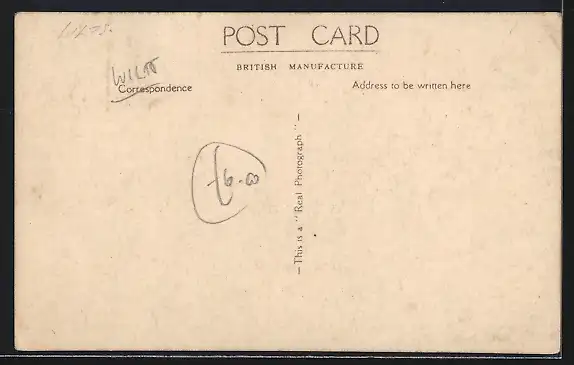 POST CARD
BRITISH MANUFACTURE
WILTS
Correspondence
Address to be written here
£6.00
—This is a "Real Photograph"—